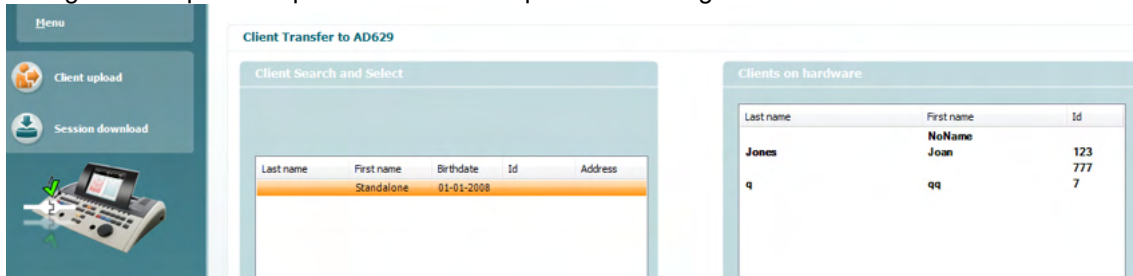 Menu
Client upload
Session download
Client Transfer to AD629
Client Search and Select
Last name First name Birthdate Id Address
Standalone 01-01-2008
Clients on hardware
Last name First name Id
NoName
Jones Joan 123
777
q qq 7